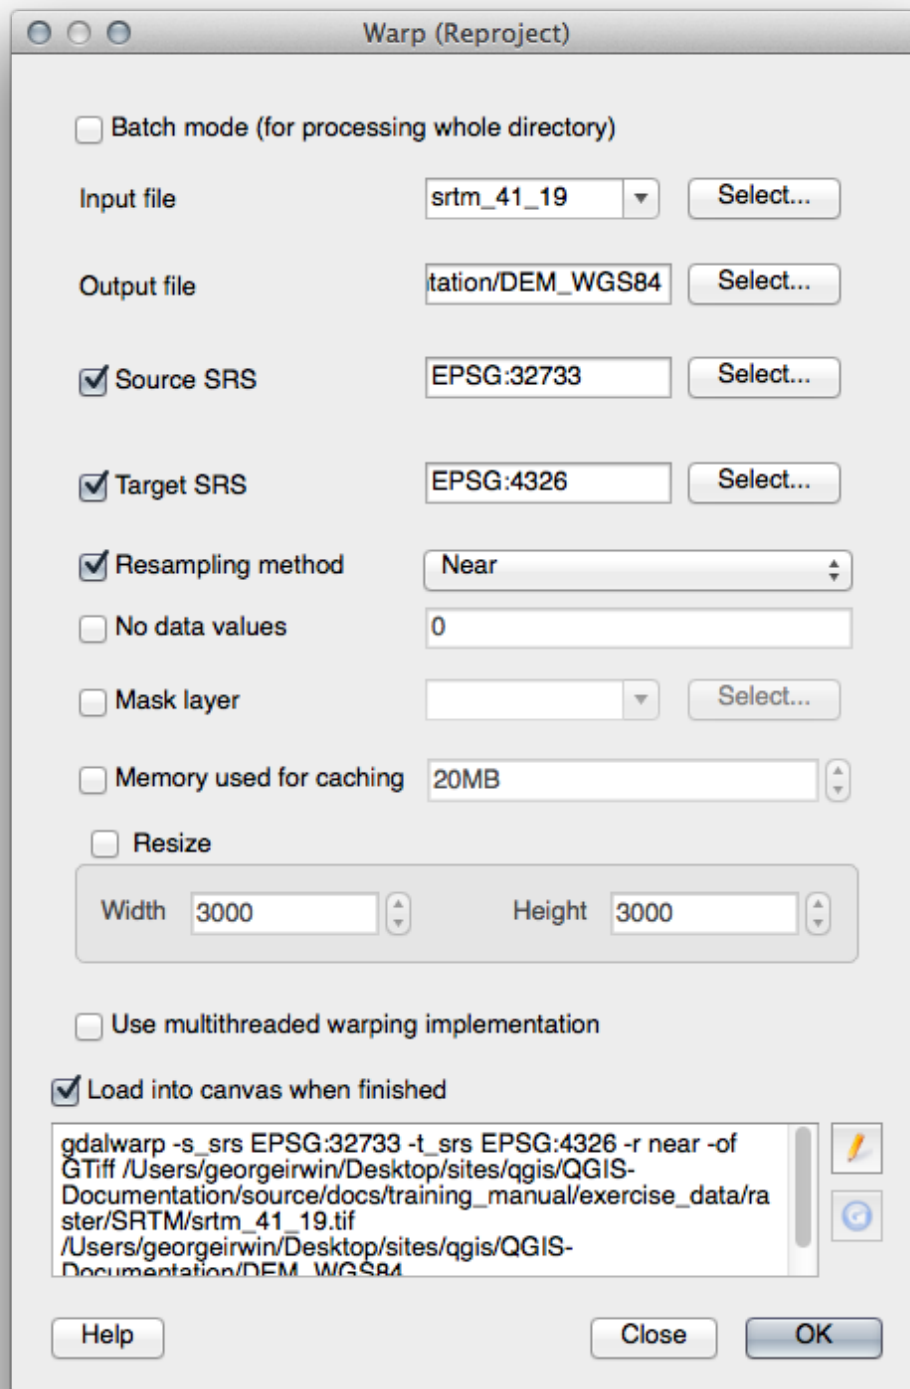 Warp (Reproject)
Batch mode (for processing whole directory)
Input file srtm_41_19 Select...
Output file tation/DEM_WGS84 Select...
Source SRS EPSG:32733 Select...
Target SRS EPSG:4326 Select...
Resampling method Near
No data values 0
Mask layer Select...
Memory used for caching 20MB
Resize
Width 3000 Height 3000
Use multithreaded warping implementation
Load into canvas when finished
gdalwarp -s_srs EPSG:32733 -t_srs EPSG:4326 -r near -of
GTiff /Users/georgeirwin/Desktop/sites/qgis/QGIS-
Documentation/source/docs/training_manual/exercise_data/ra
ster/SRTM/srtm_41_19.tif
/Users/georgeirwin/Desktop/sites/qgis/QGIS-
Documentation/DEM_WGS84
Help Close OK